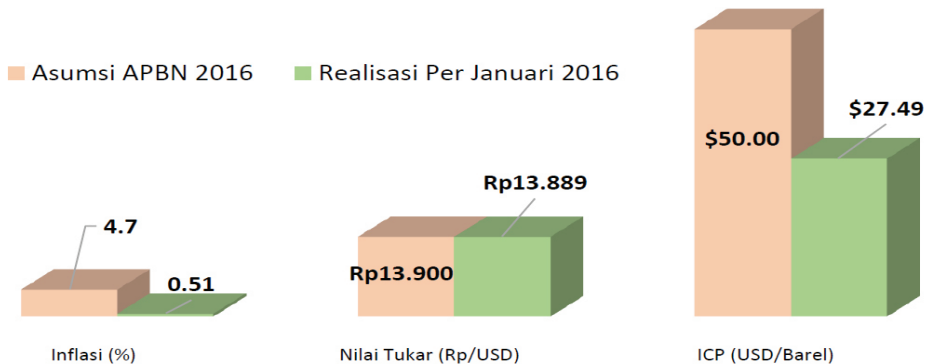 Asumsi APBN 2016
Realisasi Per Januari 2016
4.7
0.51
Rp13.900
Rp13.889
$50.00
$27.49
Inflasi (%)
Nilai Tukar (Rp/USD)
ICP (USD/Barel)